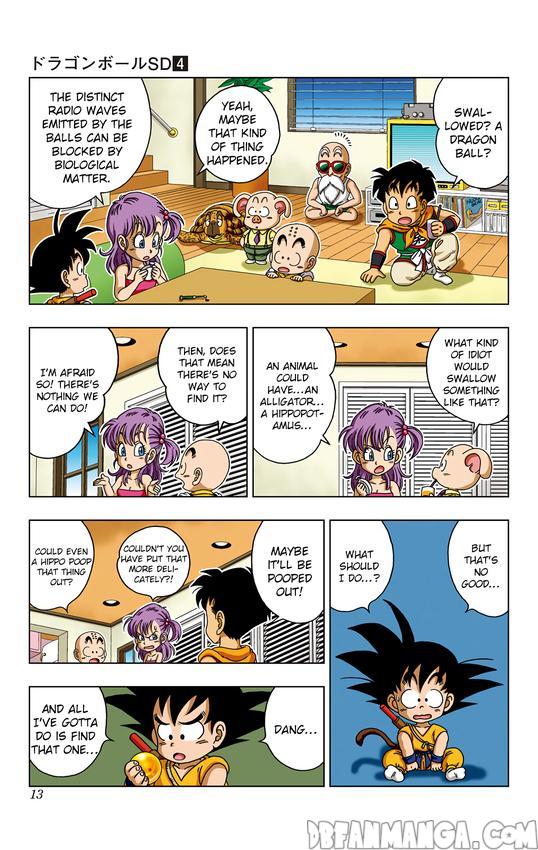 ドラゴンボールSD4
SWAL-
LOWED? A
DRAGON
BALL?
YEAH,
MAYBE
THAT KIND
OF THING
HAPPENED.
THE DISTINCT
RADIO WAVES
EMITTED BY THE
BALLS CAN BE
BLOCKED BY
BIOLOGICAL
MATTER.
WHAT KIND
OF IDIOT
WOULD
SWALLOW
SOMETHING
LIKE THAT?
AN ANIMAL
COULD
HAVE...AN
ALLIGATOR...
A HIPPOPOT-
AMUS...
THEN, DOES
THAT MEAN
THERE'S NO
WAY TO
FIND IT?
I'M AFRAID
SO! THERE'S
NOTHING WE
CAN DO!
BUT
THAT'S
NO
GOOD...
WHAT
SHOULD
I DO...?
MAYBE
IT'LL BE
POOPED
OUT!
COULDN'T YOU
HAVE PUT THAT
MORE DELI-
CATELY?!
COULD EVEN
A HIPPO POOP
THAT THING
OUT?
DANG...
AND ALL
I'VE GOTTA
DO IS FIND
THAT ONE...
13
DBFANMANGA.COM